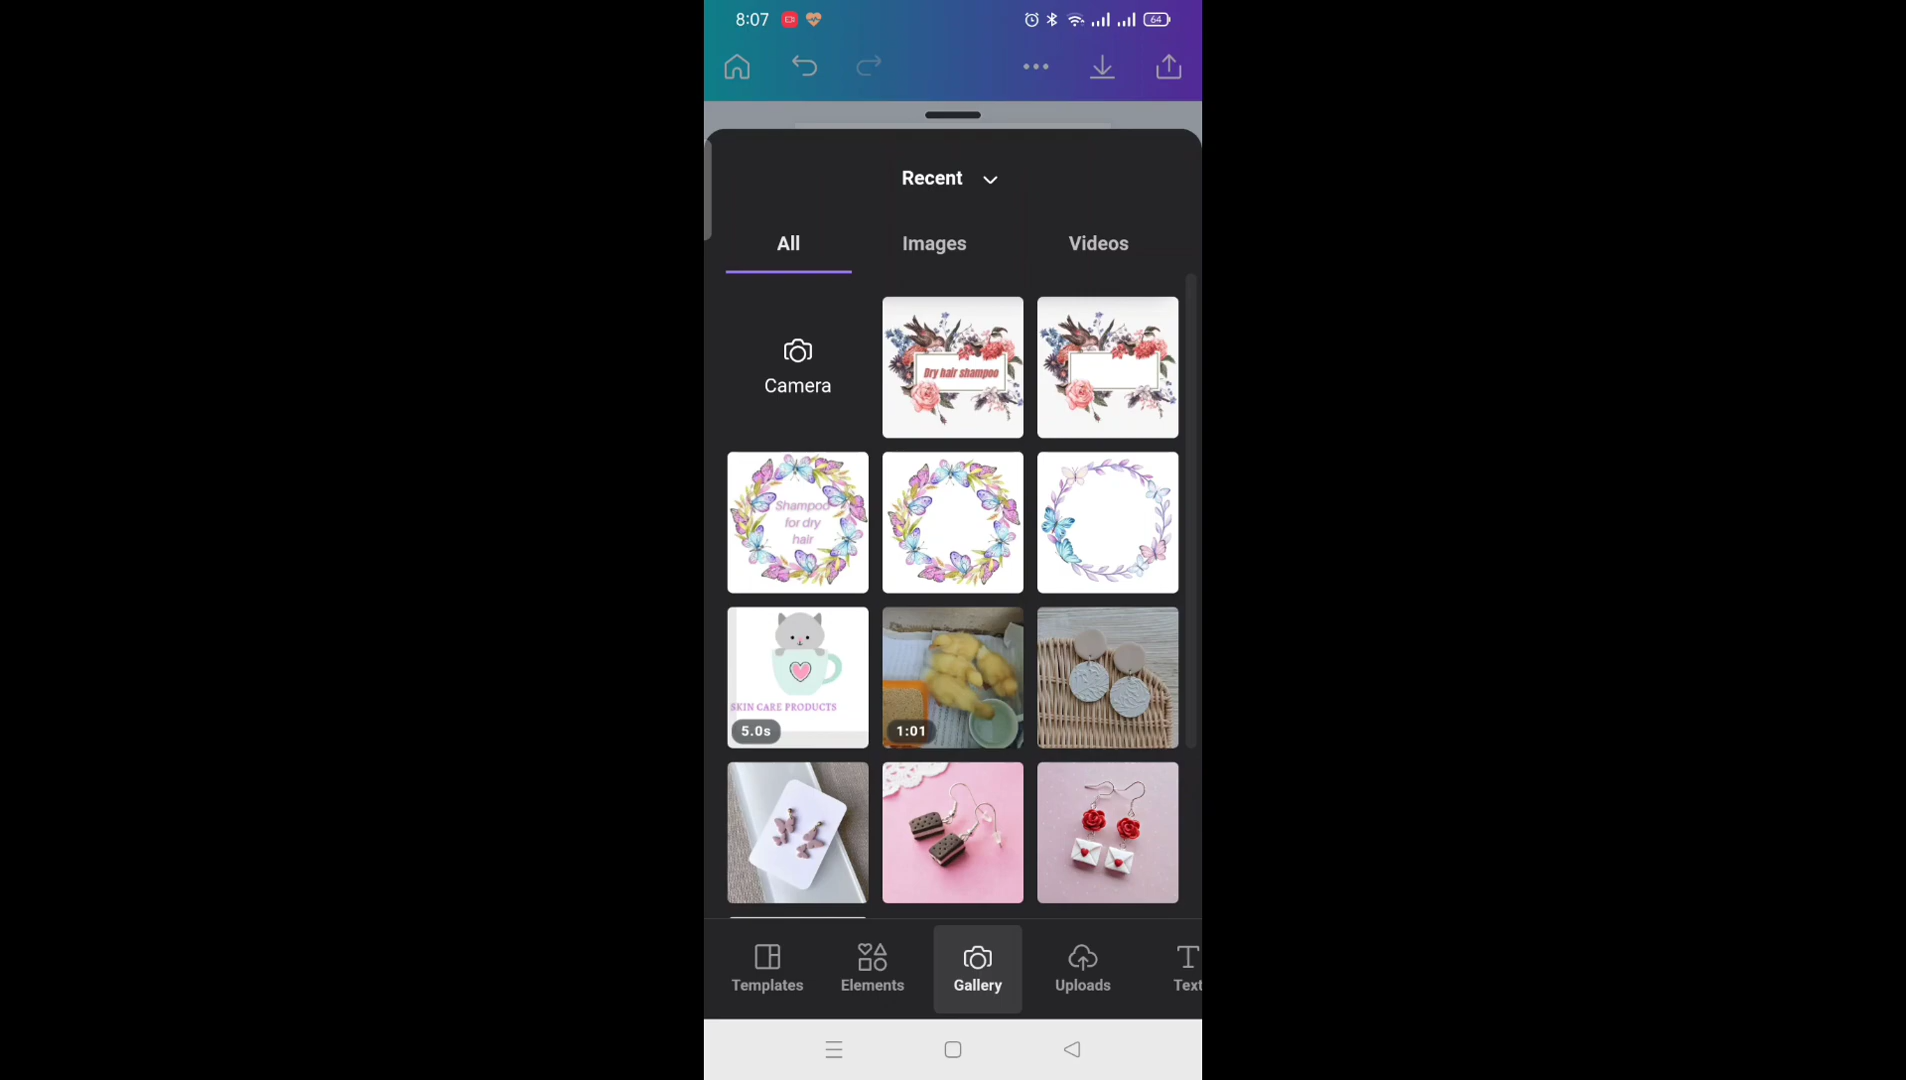 8:07
64
Recent
All
Images
Videos
Camera
Dry hair shampoo
Shampoo
for dry
hair
SKIN CARE PRODUCTS
5.0s
1:01
Templates
Elements
Gallery
Uploads
Text